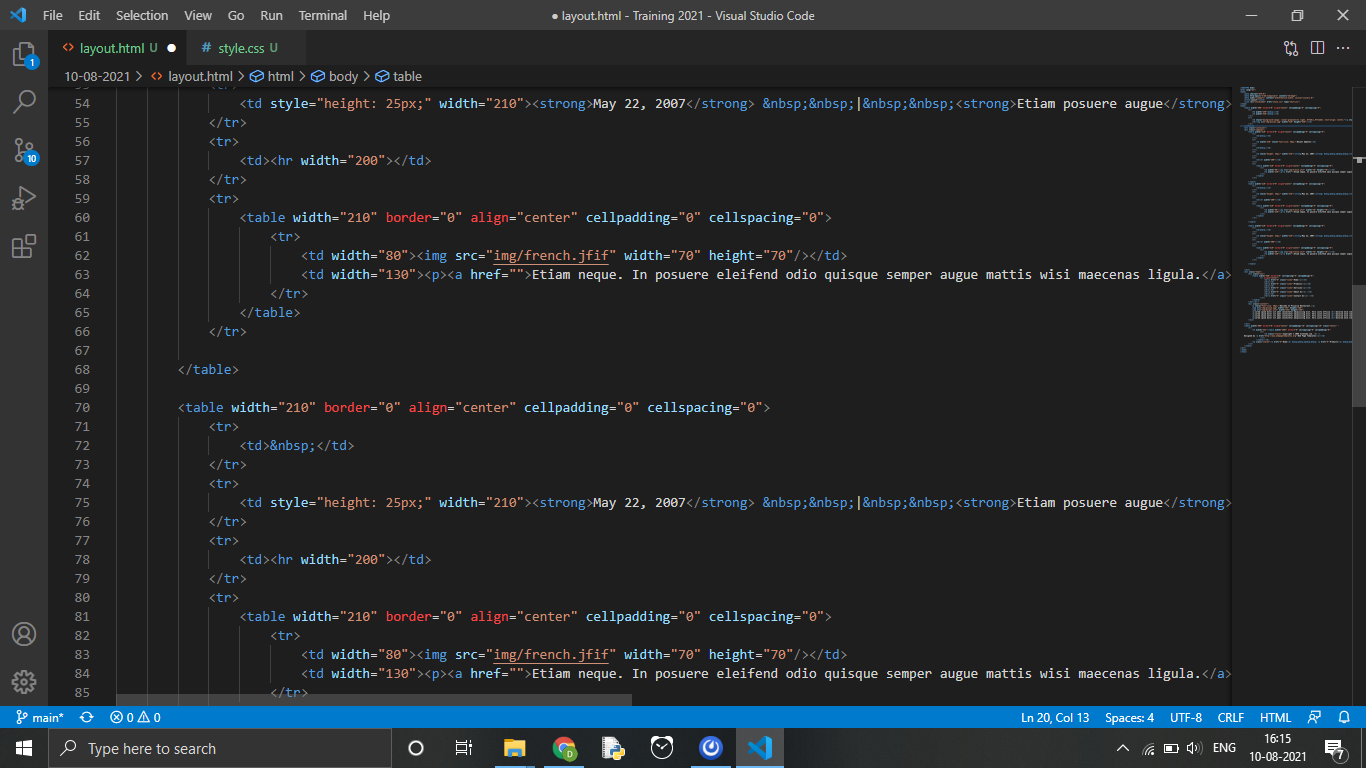 File Edit Selection View Go Run Terminal Help ● layout.html - Training 2021 - Visual Studio Code
<> layout.html U ● # style.css U
10-08-2021 > <> layout.html > html > body > table
54 <td style="height: 25px;" width="210"><strong>May 22, 2007</strong> &nbsp;&nbsp;|&nbsp;&nbsp;<strong>Etiam posuere augue</strong>
55 </tr>
56 <tr>
57 <td><hr width="200"></td>
58 </tr>
59 <tr>
60 <table width="210" border="0" align="center" cellpadding="0" cellspacing="0">
61 <tr>
62 <td width="80"><img src="img/french.jfif" width="70" height="70"/></td>
63 <td width="130"><p><a href="">Etiam neque. In posuere eleifend odio quisque semper augue mattis wisi maecenas ligula.</a>
64 </tr>
65 </table>
66 </tr>
67
68 </table>
69
70 <table width="210" border="0" align="center" cellpadding="0" cellspacing="0">
71 <tr>
72 <td>&nbsp;</td>
73 </tr>
74 <tr>
75 <td style="height: 25px;" width="210"><strong>May 22, 2007</strong> &nbsp;&nbsp;|&nbsp;&nbsp;<strong>Etiam posuere augue</strong>
76 </tr>
77 <tr>
78 <td><hr width="200"></td>
79 </tr>
80 <tr>
81 <table width="210" border="0" align="center" cellpadding="0" cellspacing="0">
82 <tr>
83 <td width="80"><img src="img/french.jfif" width="70" height="70"/></td>
84 <td width="130"><p><a href="">Etiam neque. In posuere eleifend odio quisque semper augue mattis wisi maecenas ligula.</a>
85 </tr>
1
10
main* 0 0 Ln 20, Col 13 Spaces: 4 UTF-8 CRLF HTML
Type here to search
D
ENG
16:15
10-08-2021
7